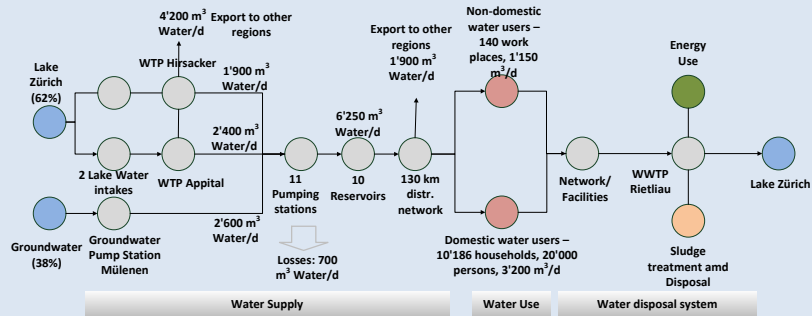 4'200 m³
Water/d
Export to other
regions
Lake
Zürich
(62%)
WTP Hirsacker
1'900 m³
Water/d
2'400 m³
Water/d
2 Lake Water
intakes
WTP Appital
2'600 m³
Water/d
Groundwater
(38%)
Groundwater
Pump Station
Mülenen
11
Pumping
stations
Losses: 700
m³ Water/d
6'250 m³
Water/d
10
Reservoirs
Export to other
regions
1'900 m³
Water/d
130 km
distr.
network
Non-domestic
water users –
140 work
places, 1'150
m³/d
Domestic water users –
10'186 households, 20'000
persons, 3'200 m³/d
Network/
Facilities
Energy
Use
WWTP
Rietliau
Lake Zürich
Sludge
treatment amd
Disposal
Water Supply
Water Use
Water disposal system